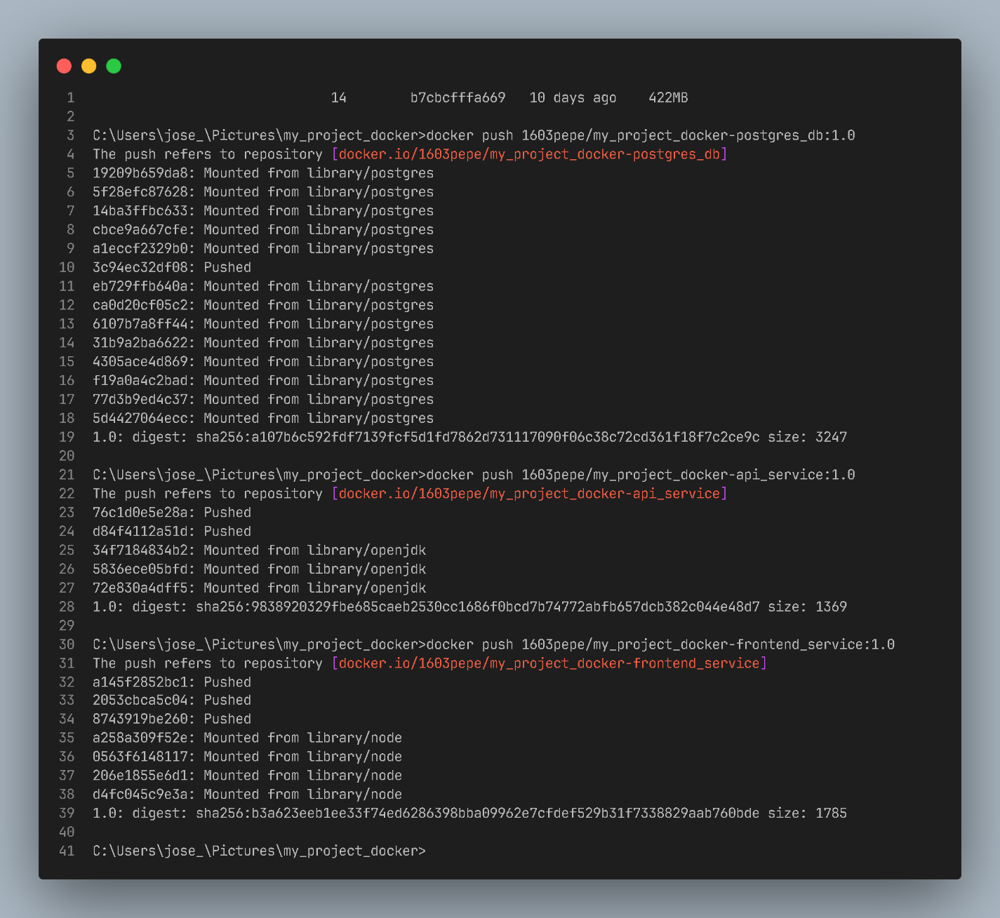 1 14 b7cbcfffa669 10 days ago 422MB
2
3 C:\Users\jose_\Pictures\my_project_docker>docker push 1603pepe/my_project_docker-postgres_db:1.0
4 The push refers to repository [docker.io/1603pepe/my_project_docker-postgres_db]
5 19209b659da8: Mounted from library/postgres
6 5f28efc87628: Mounted from library/postgres
7 14ba3ffbc633: Mounted from library/postgres
8 cbce9a667cfe: Mounted from library/postgres
9 a1eccf2329b0: Mounted from library/postgres
10 3c94ec32df08: Pushed
11 eb729ffb640a: Mounted from library/postgres
12 ca0d20cf05c2: Mounted from library/postgres
13 6107b7a8ff44: Mounted from library/postgres
14 31b9a2ba6622: Mounted from library/postgres
15 4305ace4d869: Mounted from library/postgres
16 f19a0a4c2bad: Mounted from library/postgres
17 77d3b9ed4c37: Mounted from library/postgres
18 5d4427064ecc: Mounted from library/postgres
19 1.0: digest: sha256:a107b6c592fdf7139fcf5d1fd7862d731117090f06c38c72cd361f18f7c2ce9c size: 3247
20
21 C:\Users\jose_\Pictures\my_project_docker>docker push 1603pepe/my_project_docker-api_service:1.0
22 The push refers to repository [docker.io/1603pepe/my_project_docker-api_service]
23 76c1d0e5e28a: Pushed
24 d84f4112a51d: Pushed
25 34f7184834b2: Mounted from library/openjdk
26 5836ece05bfd: Mounted from library/openjdk
27 72e830a4dff5: Mounted from library/openjdk
28 1.0: digest: sha256:9838920329fbe685caeb2530cc1686f0bcd7b74772abfb657dcb382c044e48d7 size: 1369
29
30 C:\Users\jose_\Pictures\my_project_docker>docker push 1603pepe/my_project_docker-frontend_service:1.0
31 The push refers to repository [docker.io/1603pepe/my_project_docker-frontend_service]
32 a145f2852bc1: Pushed
33 2053cbca5c04: Pushed
34 8743919be260: Pushed
35 a258a309f52e: Mounted from library/node
36 0563f6148117: Mounted from library/node
37 206e1855e6d1: Mounted from library/node
38 d4fc045c9e3a: Mounted from library/node
39 1.0: digest: sha256:b3a623eeb1ee33f74ed6286398bba09962e7cfdef529b31f7338829aab760bde size: 1785
40
41 C:\Users\jose_\Pictures\my_project_docker>